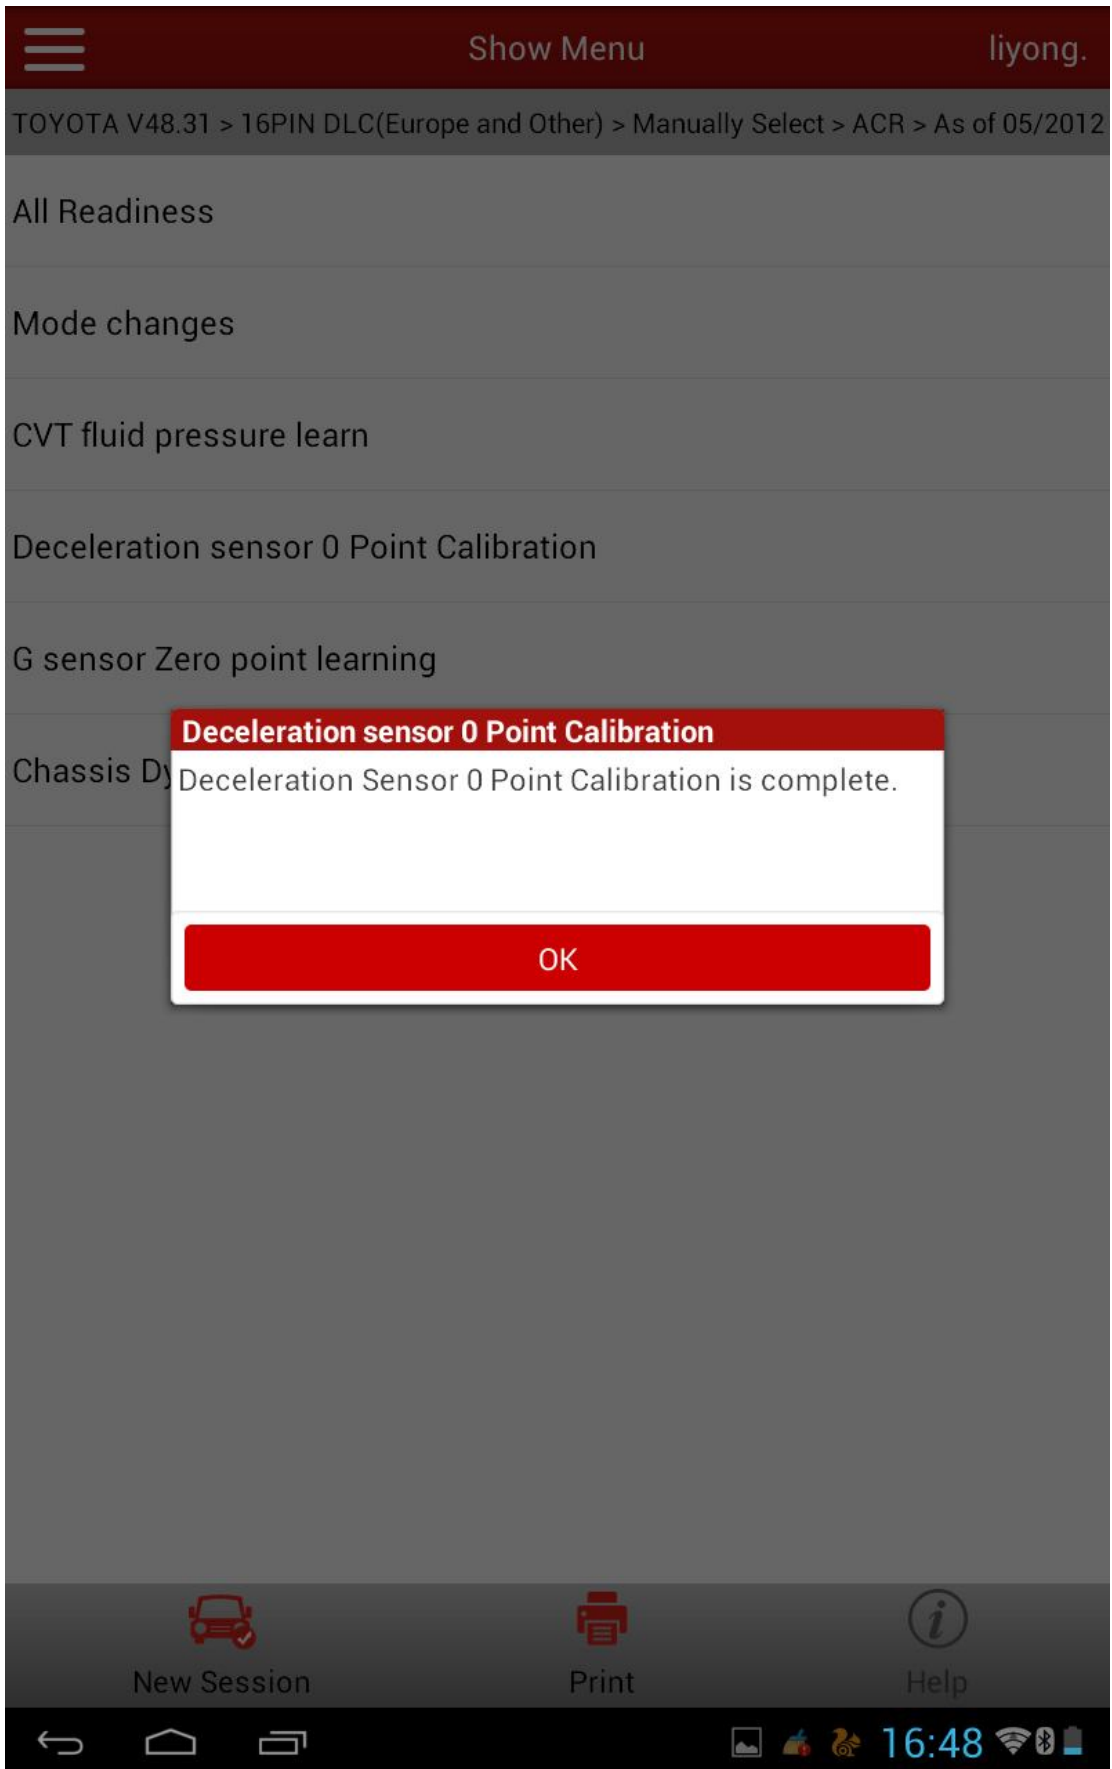 Show Menu
liyong.
TOYOTA V48.31 > 16PIN DLC(Europe and Other) > Manually Select > ACR > As of 05/2012
All Readiness
Mode changes
CVT fluid pressure learn
Deceleration sensor 0 Point Calibration
G sensor Zero point learning
Chassis
Deceleration sensor 0 Point Calibration
Deceleration Sensor 0 Point Calibration is complete.
OK
New Session
Print
Help
16:48